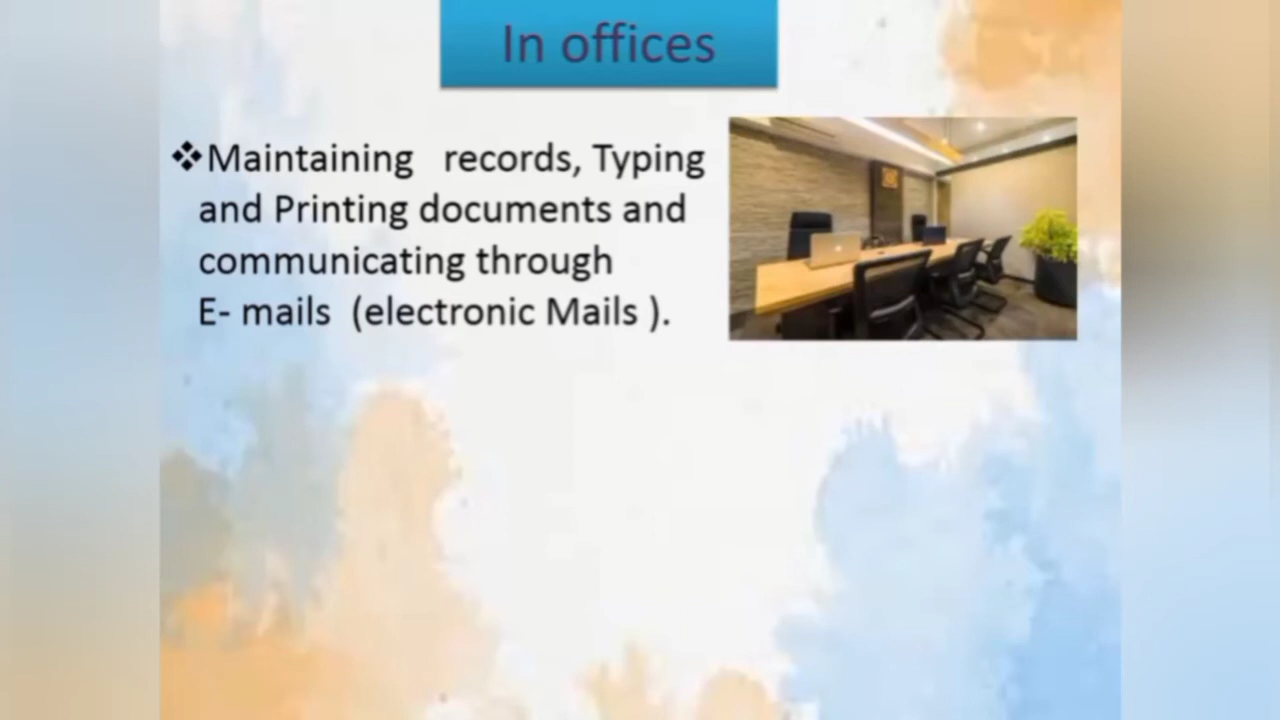 In offices
❖Maintaining records, Typing
and Printing documents and
communicating through
E- mails (electronic Mails ).